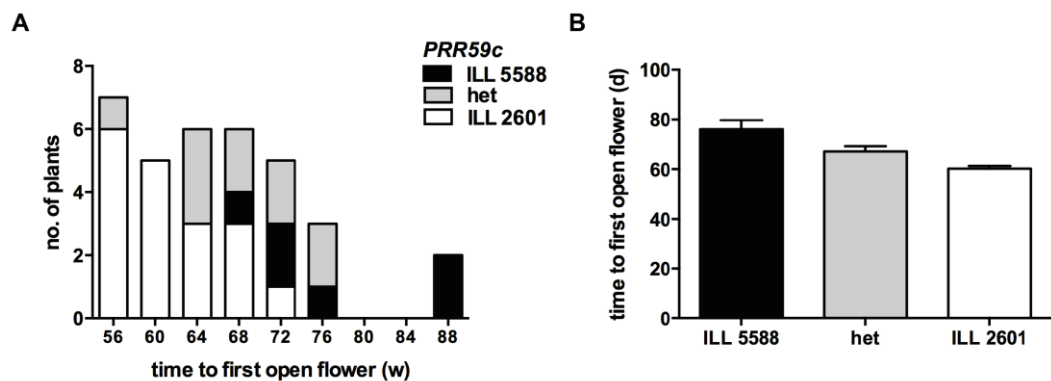 A
PRR59c
ILL 5588
het
ILL 2601
no. of plants
8
6
4
2
0
56 60 64 68 72 76 80 84 88
time to first open flower (w)
B
time to first open flower (d)
100
80
60
40
20
0
ILL 5588 het ILL 2601